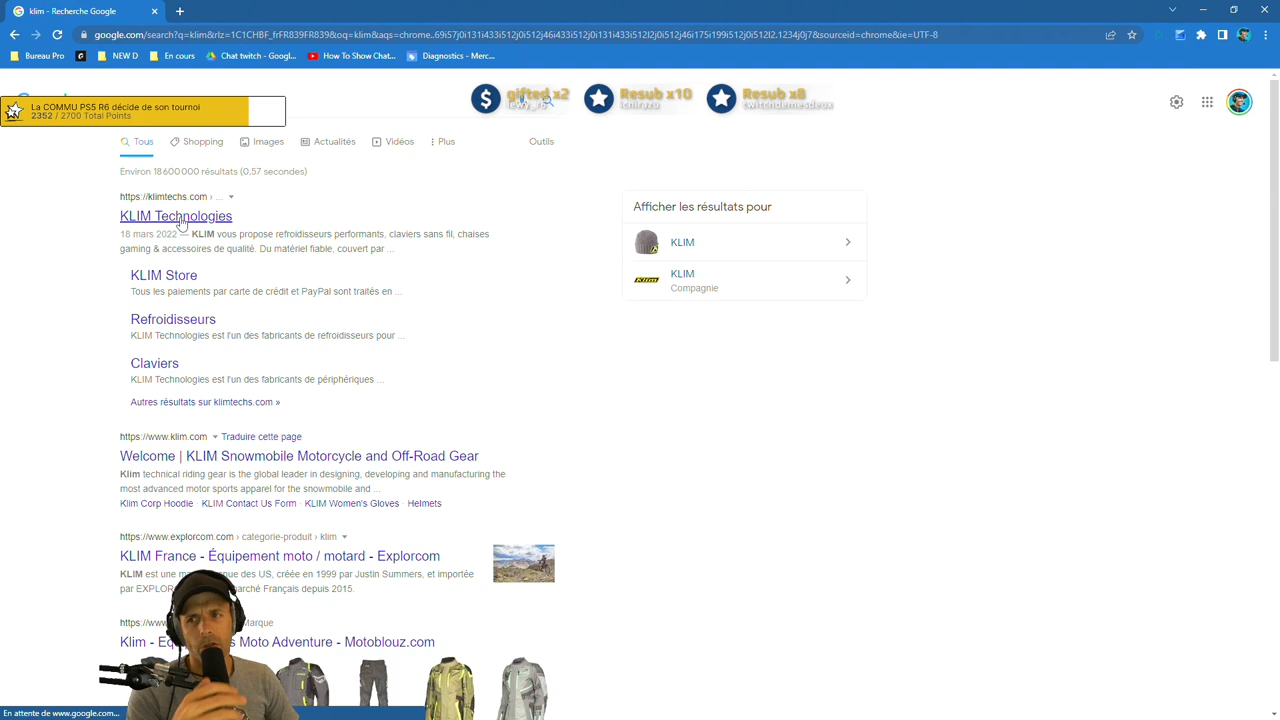 klim - Recherche Google
google.com/search?q=klim&rlz=1C1CHBF_frFR839FR839&oq=klim&aqs=chrome..69i57j0i131i433i512j0i512j46i433i512j0i131i433i512l2j0i512j46i175i199i512j0i512l2.1234j0j7&sourceid=chrome&ie=UTF-8
Bureau Pro
G
NEW D
En cours
Chat twitch - Googl...
How To Show Chat...
Diagnostics - Merc...
La COMMU PS5 R6 décide de son tournoi
2352 / 2700 Total Points
gifted x2
Resub x10
ichirazu
Resub x8
twitchdemesdeux
Tous
Shopping
Images
Actualités
Vidéos
Plus
Outils
Environ 18 600 000 résultats (0,57 secondes)
https://klimtechs.com › ...
KLIM Technologies
18 mars 2022 — KLIM vous propose refroidisseurs performants, claviers sans fil, chaises
gaming & accessoires de qualité. Du matériel fiable, couvert par ...
KLIM Store
Tous les paiements par carte de crédit et PayPal sont traités en ...
Refroidisseurs
KLIM Technologies est l'un des fabricants de refroidisseurs pour ...
Claviers
KLIM Technologies est l'un des fabricants de périphériques ...
Autres résultats sur klimtechs.com »
Afficher les résultats pour
KLIM
KLIM
Compagnie
https://www.klim.com Traduire cette page
Welcome | KLIM Snowmobile Motorcycle and Off-Road Gear
Klim technical riding gear is the global leader in designing, developing and manufacturing the
most advanced motor sports apparel for the snowmobile and ...
Klim Corp Hoodie · KLIM Contact Us Form · KLIM Women's Gloves · Helmets
https://www.explorcom.com › categorie-produit › klim
KLIM France - Équipement moto / motard - Explorcom
KLIM est une que des US, créée en 1999 par Justin Summers, et importée
par EXPLOR arché Français depuis 2015.
https://ww Marque
Klim - Eq s Moto Adventure - Motoblouz.com
En attente de www.google.com...